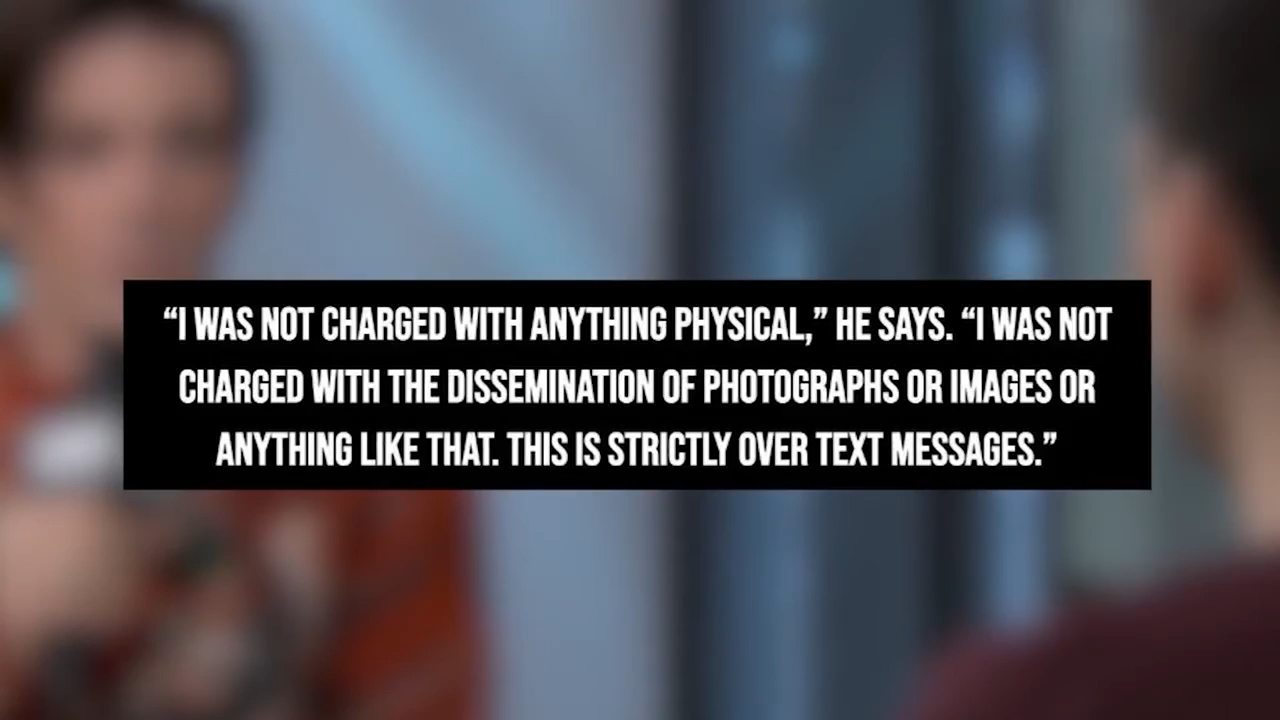 “I WAS NOT CHARGED WITH ANYTHING PHYSICAL,” HE SAYS. “I WAS NOT
CHARGED WITH THE DISSEMINATION OF PHOTOGRAPHS OR IMAGES OR
ANYTHING LIKE THAT. THIS IS STRICTLY OVER TEXT MESSAGES.”